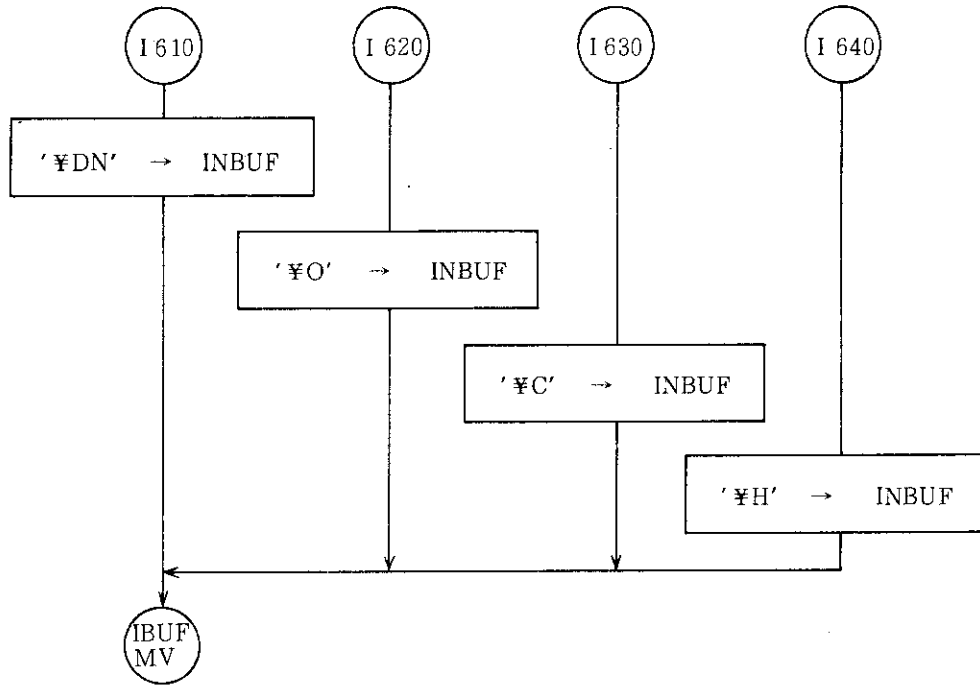 I 610 I 620 I 630 I 640
'¥DN' → INBUF
'¥O' → INBUF
'¥C' → INBUF
'¥H' → INBUF
IBUF
MV